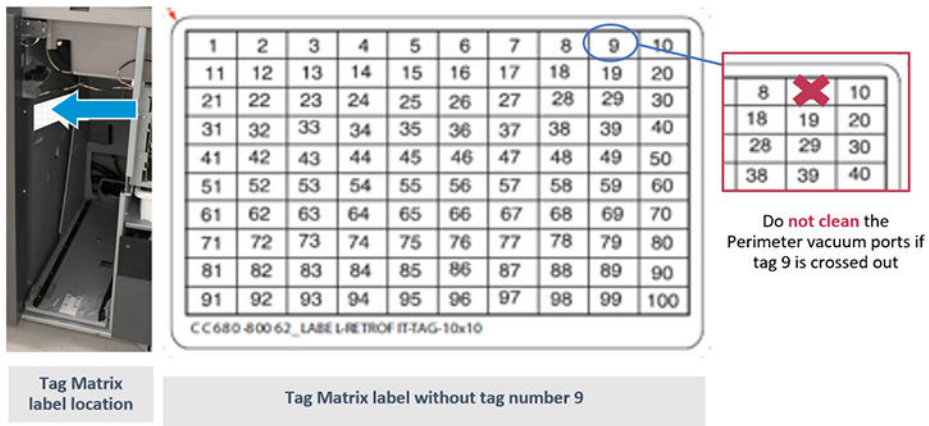 1 2 3 4 5 6 7 8 9 10
11 12 13 14 15 16 17 18 19 20
21 22 23 24 25 26 27 28 29 30
31 32 33 34 35 36 37 38 39 40
41 42 43 44 45 46 47 48 49 50
51 52 53 54 55 56 57 58 59 60
61 62 63 64 65 66 67 68 69 70
71 72 73 74 75 76 77 78 79 80
81 82 83 84 85 86 87 88 89 90
91 92 93 94 95 96 97 98 99 100
CC680-80062_LABEL-RETROFIT-TAG-10x10
8 10
18 19 20
28 29 30
38 39 40
Do not clean the
Perimeter vacuum ports if
tag 9 is crossed out
Tag Matrix
label location
Tag Matrix label without tag number 9